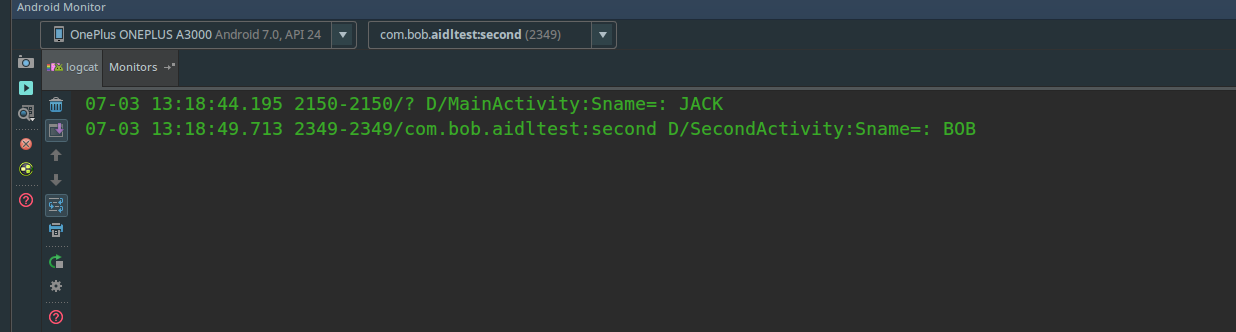 Android Monitor
OnePlus ONEPLUS A3000 Android 7.0, API 24
com.bob.aidltest:second (2349)
logcat
Monitors
07-03 13:18:44.195 2150-2150/? D/MainActivity:Sname=: JACK
07-03 13:18:49.713 2349-2349/com.bob.aidltest:second D/SecondActivity:Sname=: BOB